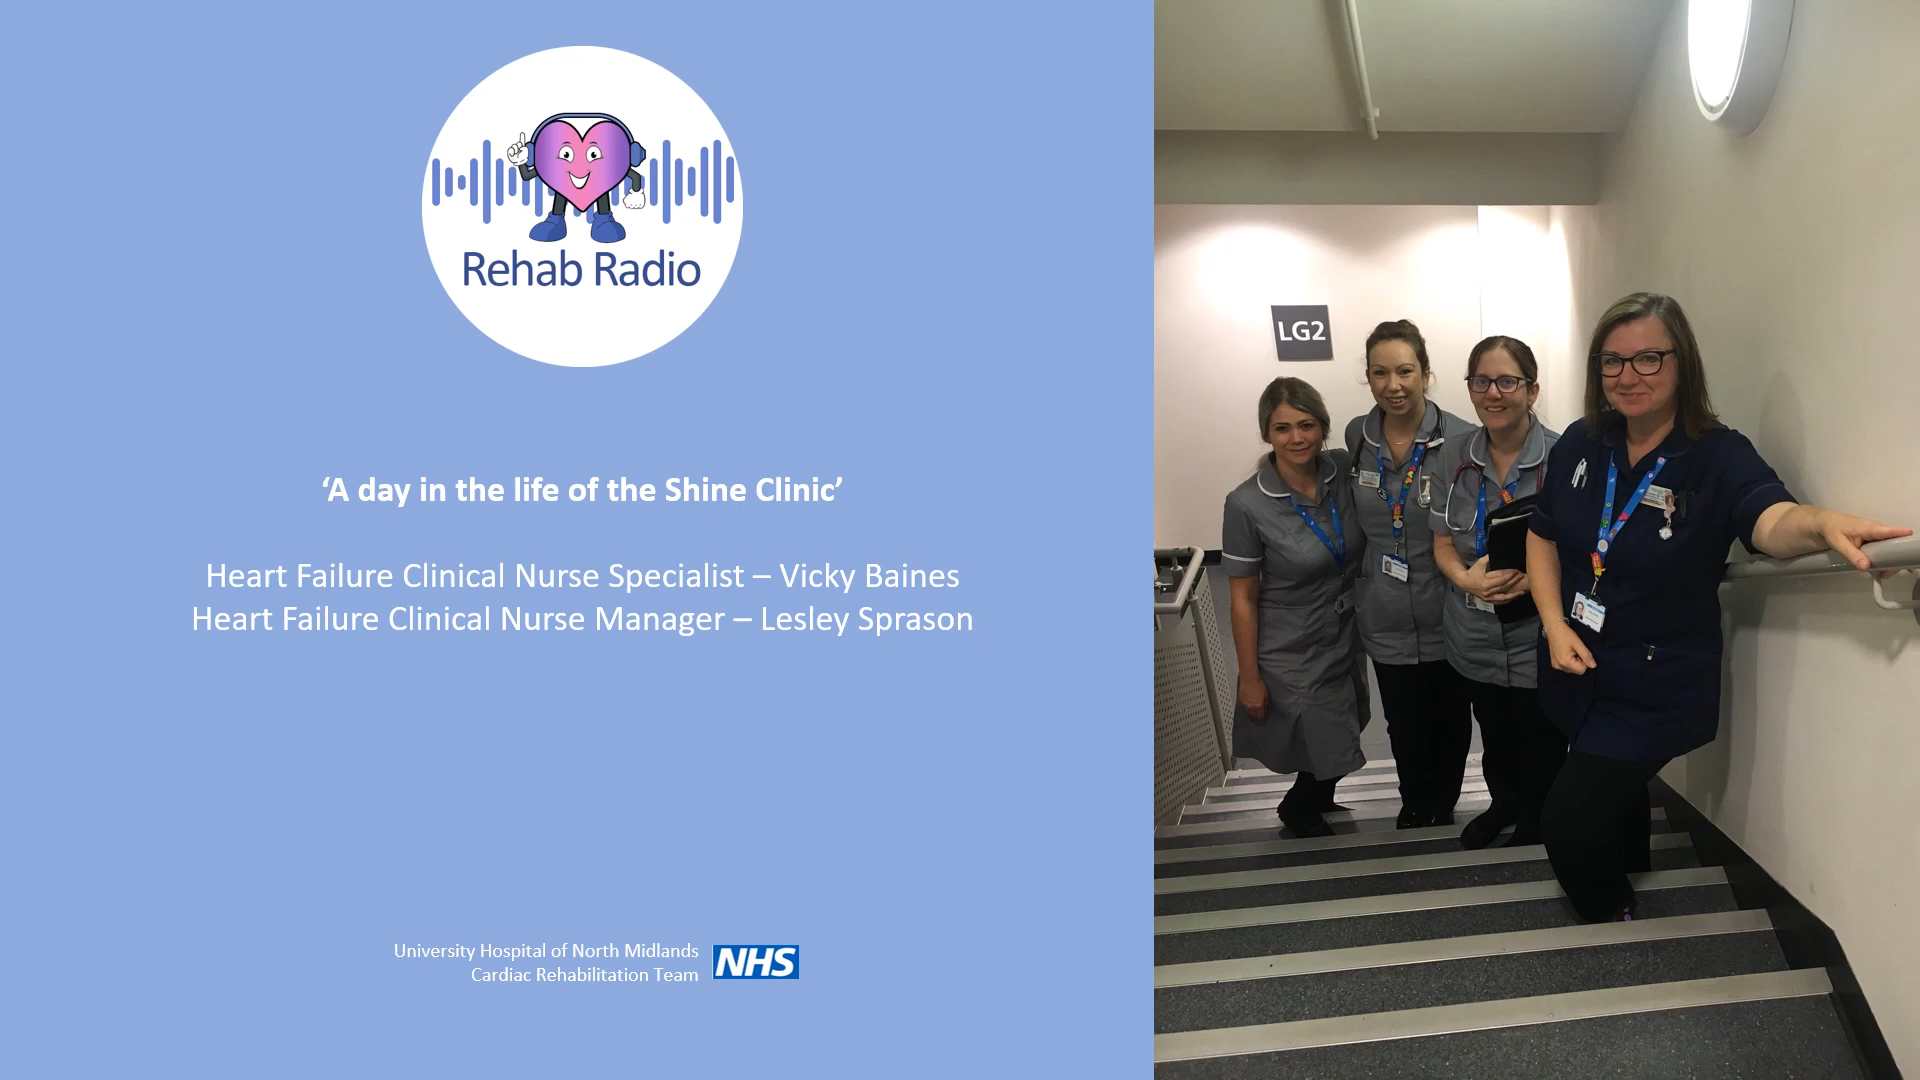 Rehab Radio
‘A day in the life of the Shine Clinic’
Heart Failure Clinical Nurse Specialist – Vicky Baines
Heart Failure Clinical Nurse Manager – Lesley Sprason
University Hospital of North Midlands
Cardiac Rehabilitation Team
NHS
LG2